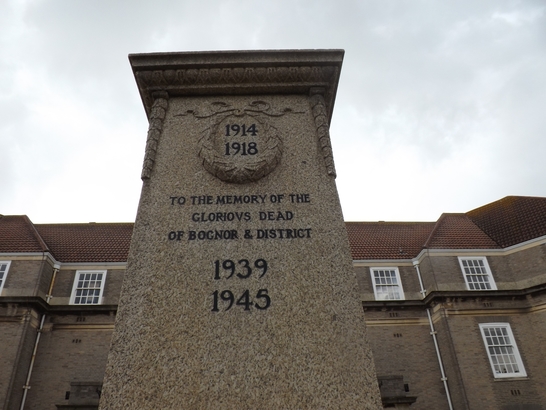 1914
1918
TO THE MEMORY OF THE
GLORIOVS DEAD
OF BOGNOR & DISTRICT
1939
1945